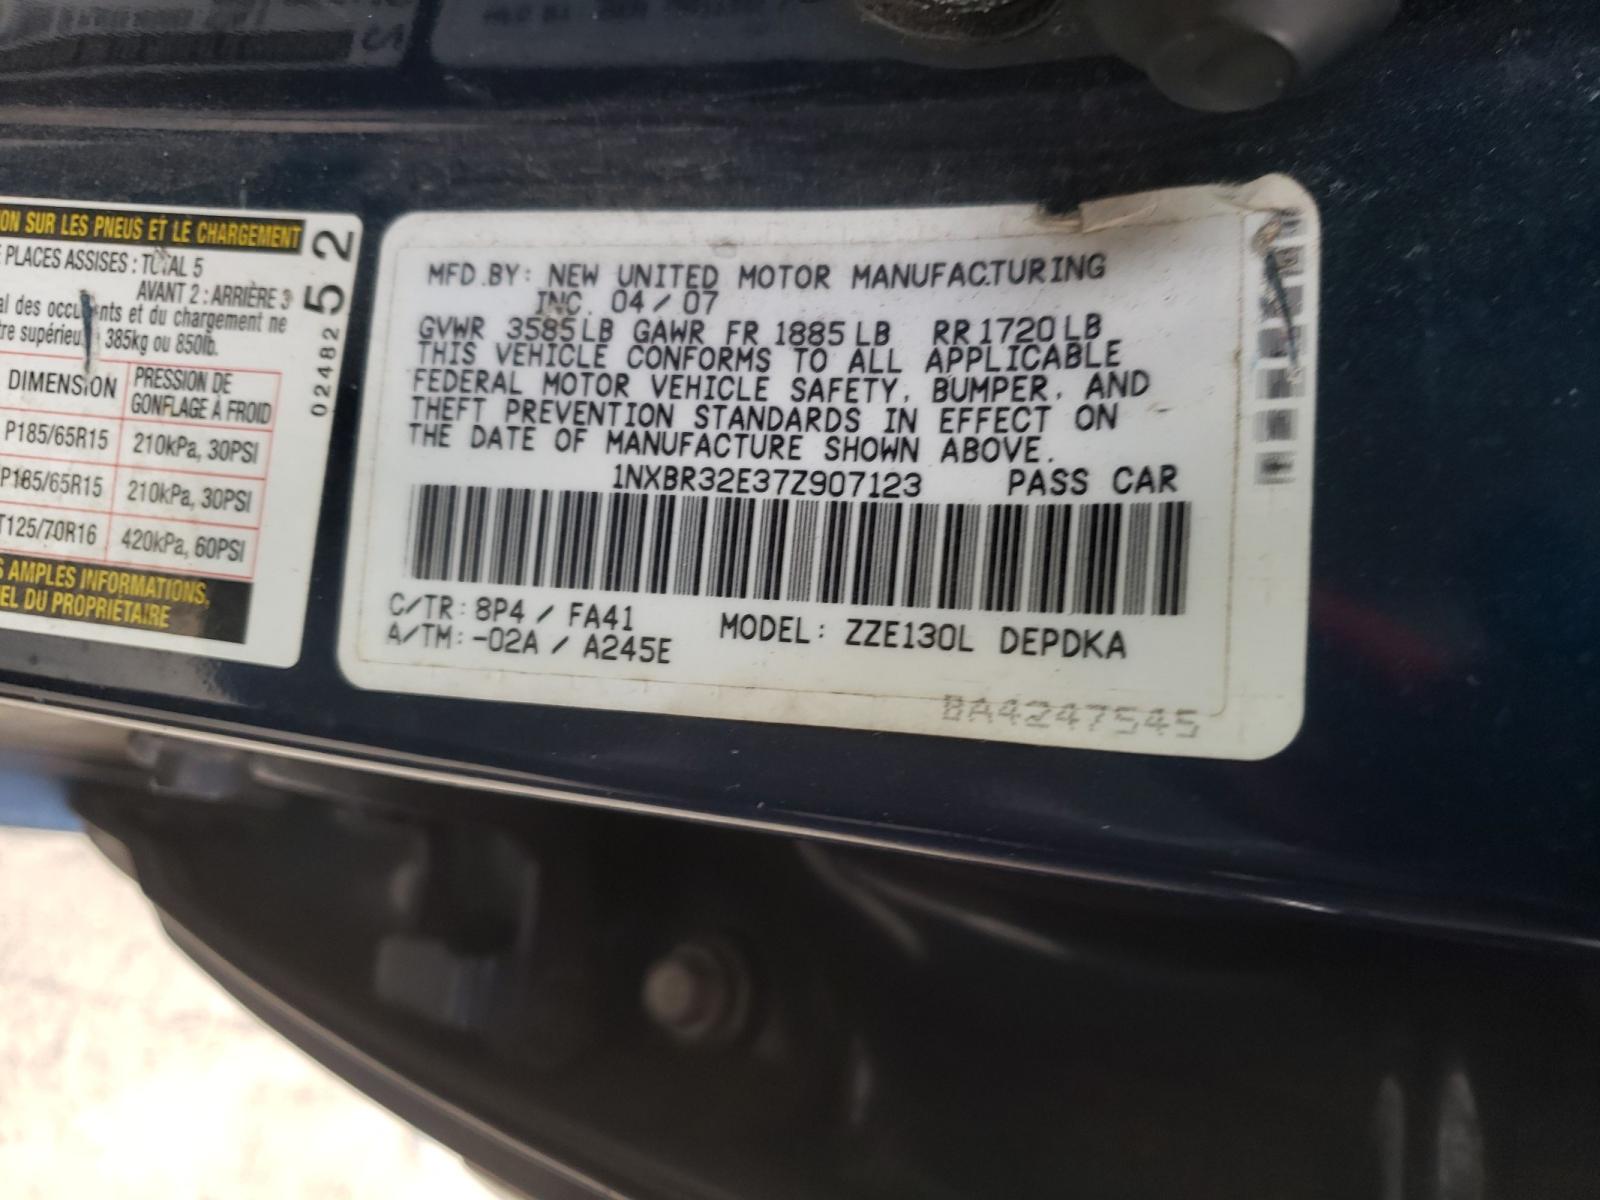 ON SUR LES PNEUS ET LE CHARGEMENT
PLACES ASSISES : TOTAL 5
AVANT 2 : ARRIÈRE 3
al des occupants et du chargement ne
385kg ou 850lb.
DIMENSION
PRESSION DE
GONFLAGE À FROID
P185/65R15
210kPa, 30PSI
P185/65R15
210kPa, 30PSI
T125/70R16
420kPa, 60PSI
AMPLES INFORMATIONS,
EL DU PROPRIÉTAIRE
02482 52
MFD.BY: NEW UNITED MOTOR MANUFACTURING
INC. 04/07
GVWR 3585LB GAWR FR 1885LB RR1720LB
THIS VEHICLE CONFORMS TO ALL APPLICABLE
FEDERAL MOTOR VEHICLE SAFETY, BUMPER, AND
THEFT PREVENTION STANDARDS IN EFFECT ON
THE DATE OF MANUFACTURE SHOWN ABOVE.
1NXBR32E37Z907123 PASS CAR
C/TR: 8P4 / FA41
A/TM: -02A / A245E
MODEL: ZZE130L DEPDKA
BA4247545